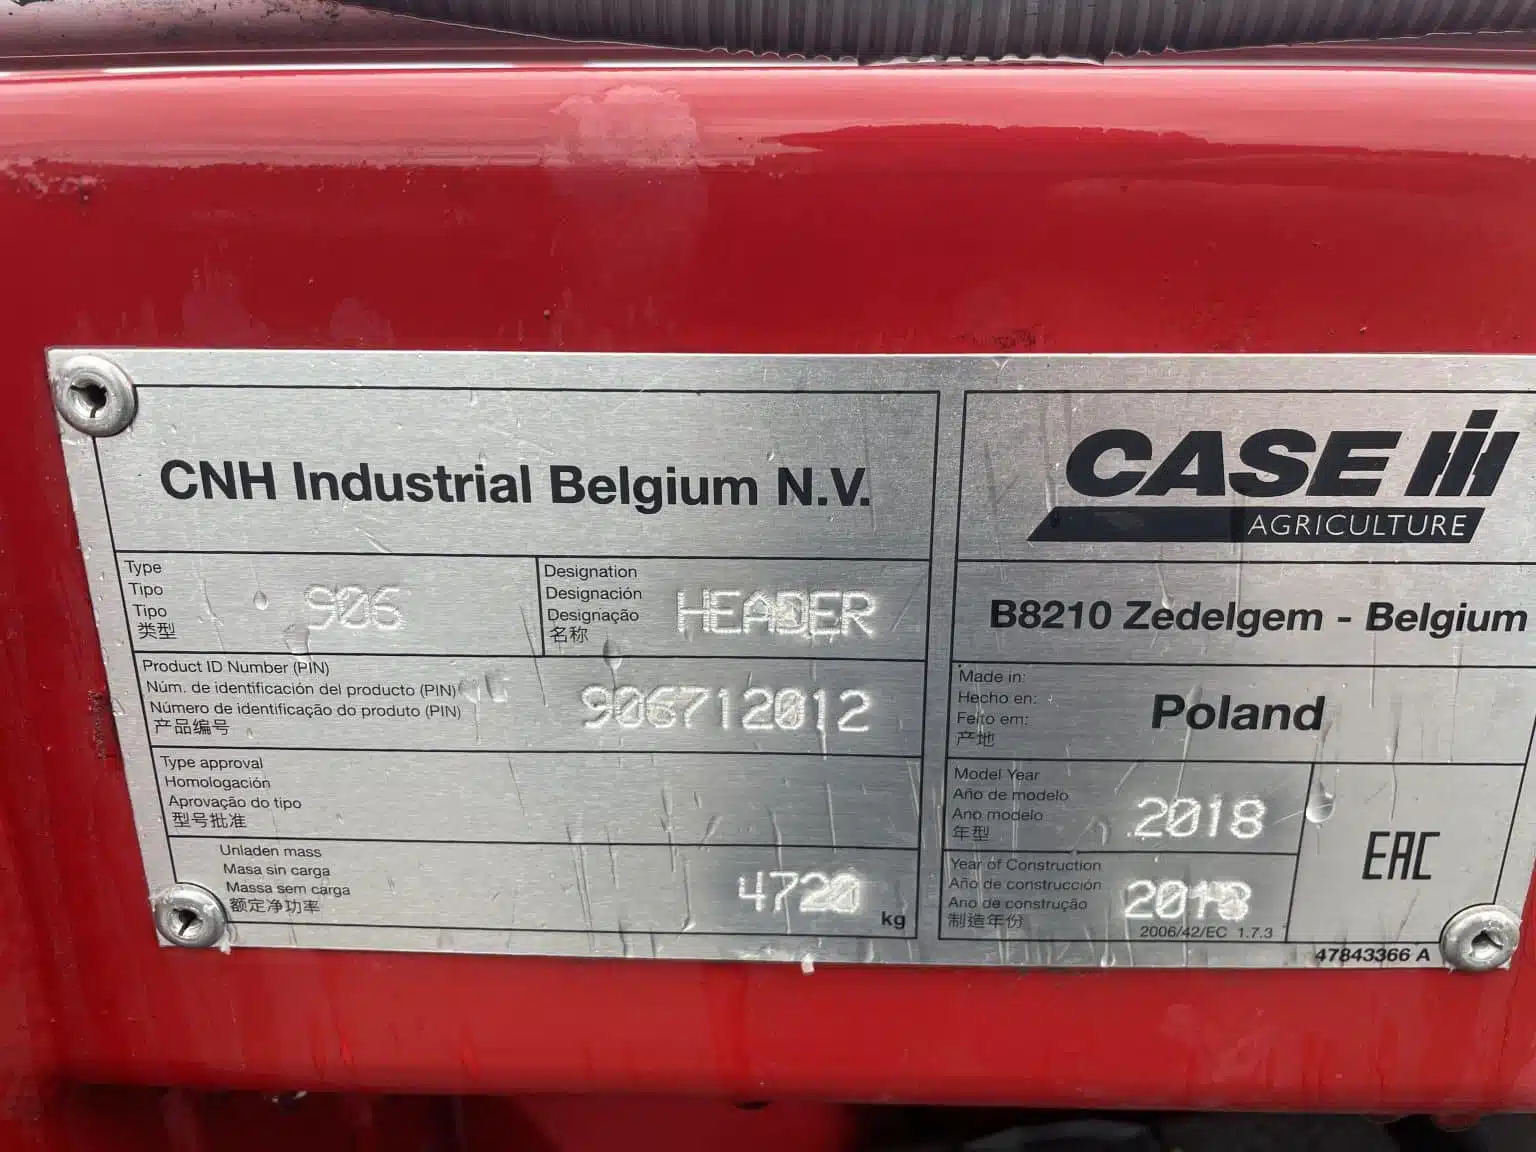 CNH Industrial Belgium N.V.
Type
Tipo
Tipo
类型
906
Designation
Designación
Designação
名称
HEADER
Product ID Number (PIN)
Núm. de identificación del producto (PIN)
Número de identificação do produto (PIN)
产品编号
906712012
Type approval
Homologación
Aprovação do tipo
型号批准
Unladen mass
Masa sin carga
Massa sem carga
额定净功率
4720
kg
CASE IH
AGRICULTURE
B8210 Zedelgem - Belgium
Made in:
Hecho en:
Feito em:
产地
Poland
Model Year
Año de modelo
Ano modelo
年型
2018
Year of Construction
Año de construcción
Ano de construção
制造年份
2018
2006/42/EC 1.7.3
EAC
47843366 A